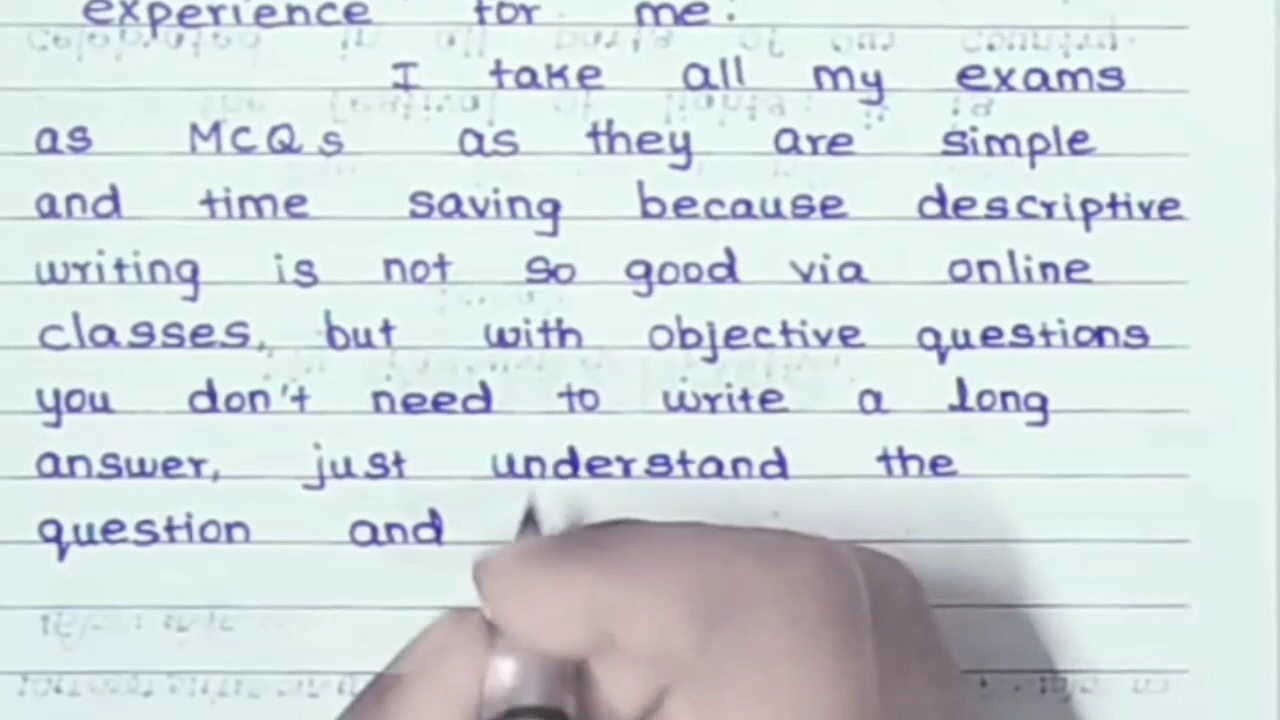 experience for me.
I take all my exams
as MCQs as they are simple
and time saving because descriptive
writing is not so good via online
classes, but with objective questions
you don't need to write a long
answer, just understand the
question and